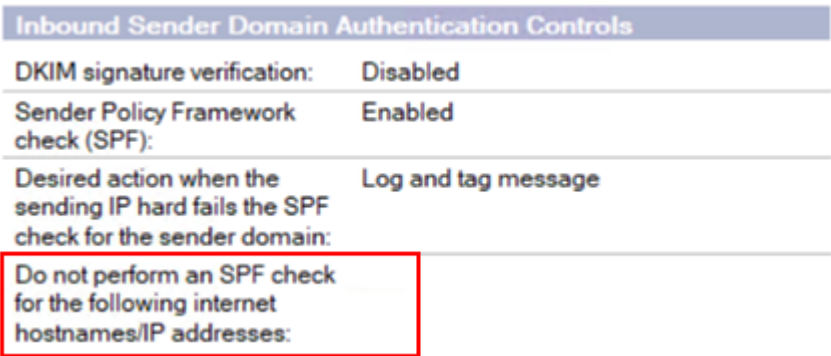 Inbound Sender Domain Authentication Controls
DKIM signature verification: Disabled
Sender Policy Framework Enabled
check (SPF):
Desired action when the Log and tag message
sending IP hard fails the SPF
check for the sender domain:
Do not perform an SPF check
for the following internet
hostnames/IP addresses: